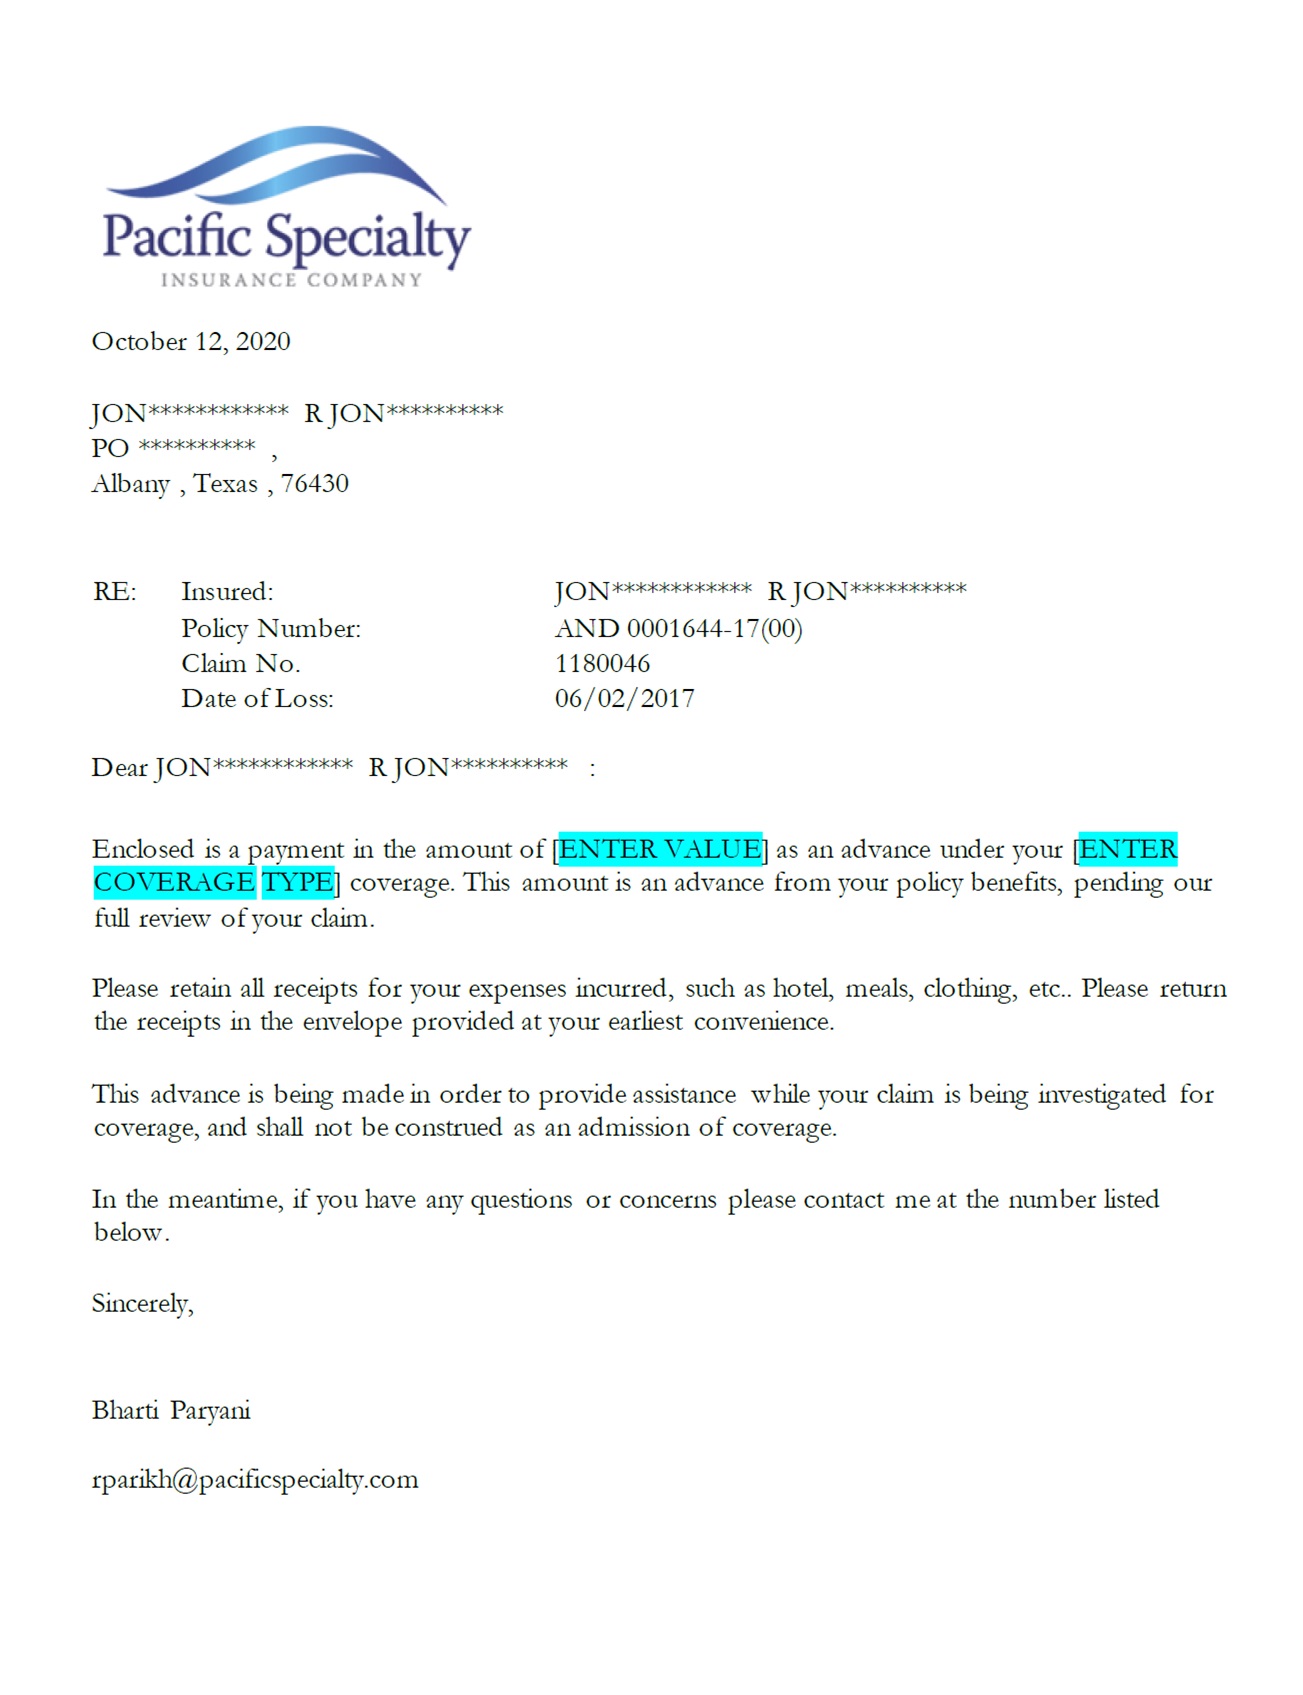 Pacific Specialty
INSURANCE COMPANY
October 12, 2020
JON************ R JON**********
PO ********** ,
Albany , Texas , 76430
RE: Insured: JON************ R JON**********
Policy Number: AND 0001644-17(00)
Claim No. 1180046
Date of Loss: 06/02/2017
Dear JON************ R JON********** :
Enclosed is a payment in the amount of [ENTER VALUE] as an advance under your [ENTER
COVERAGE TYPE] coverage. This amount is an advance from your policy benefits, pending our
full review of your claim.
Please retain all receipts for your expenses incurred, such as hotel, meals, clothing, etc.. Please return
the receipts in the envelope provided at your earliest convenience.
This advance is being made in order to provide assistance while your claim is being investigated for
coverage, and shall not be construed as an admission of coverage.
In the meantime, if you have any questions or concerns please contact me at the number listed
below.
Sincerely,
Bharti Paryani
rparikh@pacificspecialty.com